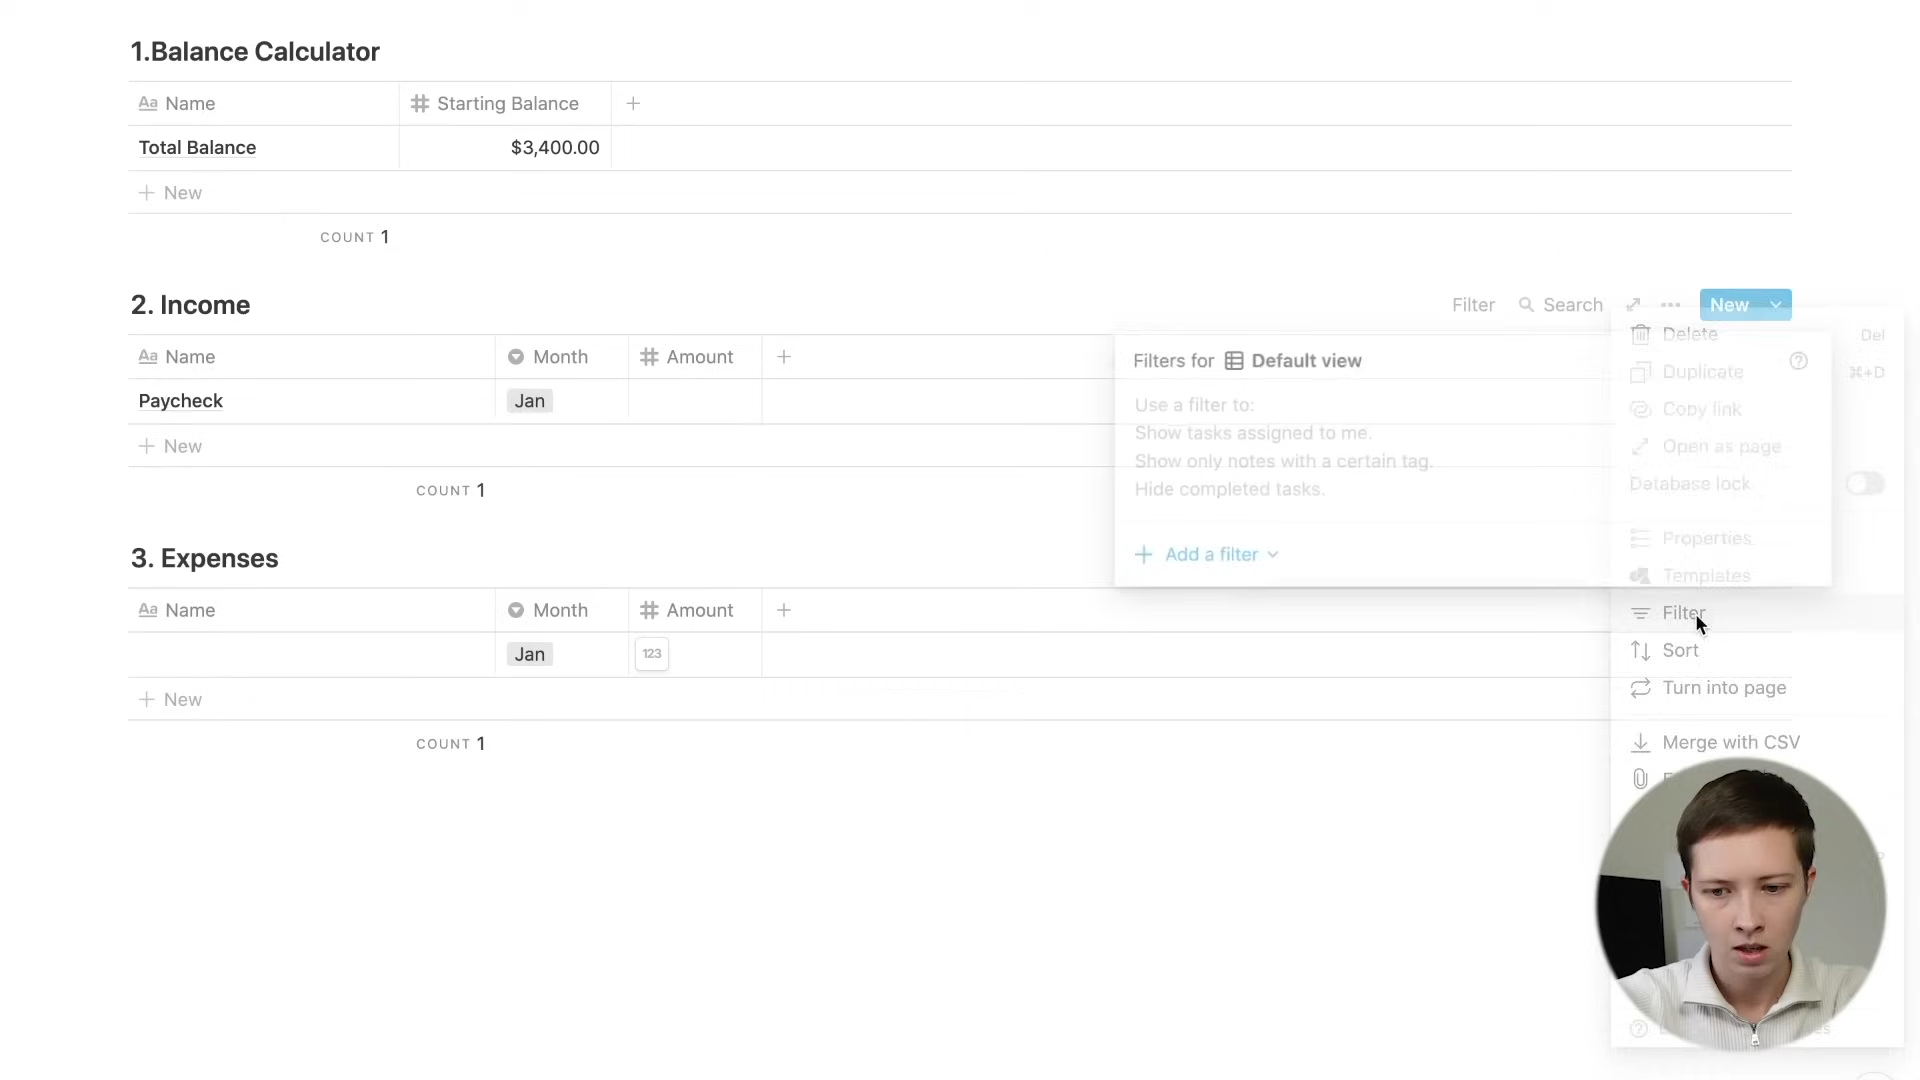 1.Balance Calculator
Aa Name # Starting Balance +
Total Balance $3,400.00
+ New
COUNT 1
2. Income
Filter Search ••• New
Aa Name Month # Amount +
Paycheck Jan
+ New
COUNT 1
Filters for Default view
Use a filter to:
Show tasks assigned to me.
Show only notes with a certain tag.
Hide completed tasks.
+ Add a filter
Delete Del
Duplicate ⌘+D
Copy link
Open as page
Database lock
Properties
Templates
Filter
Sort
Turn into page
Merge with CSV
3. Expenses
Aa Name Month # Amount +
Jan 123
+ New
COUNT 1